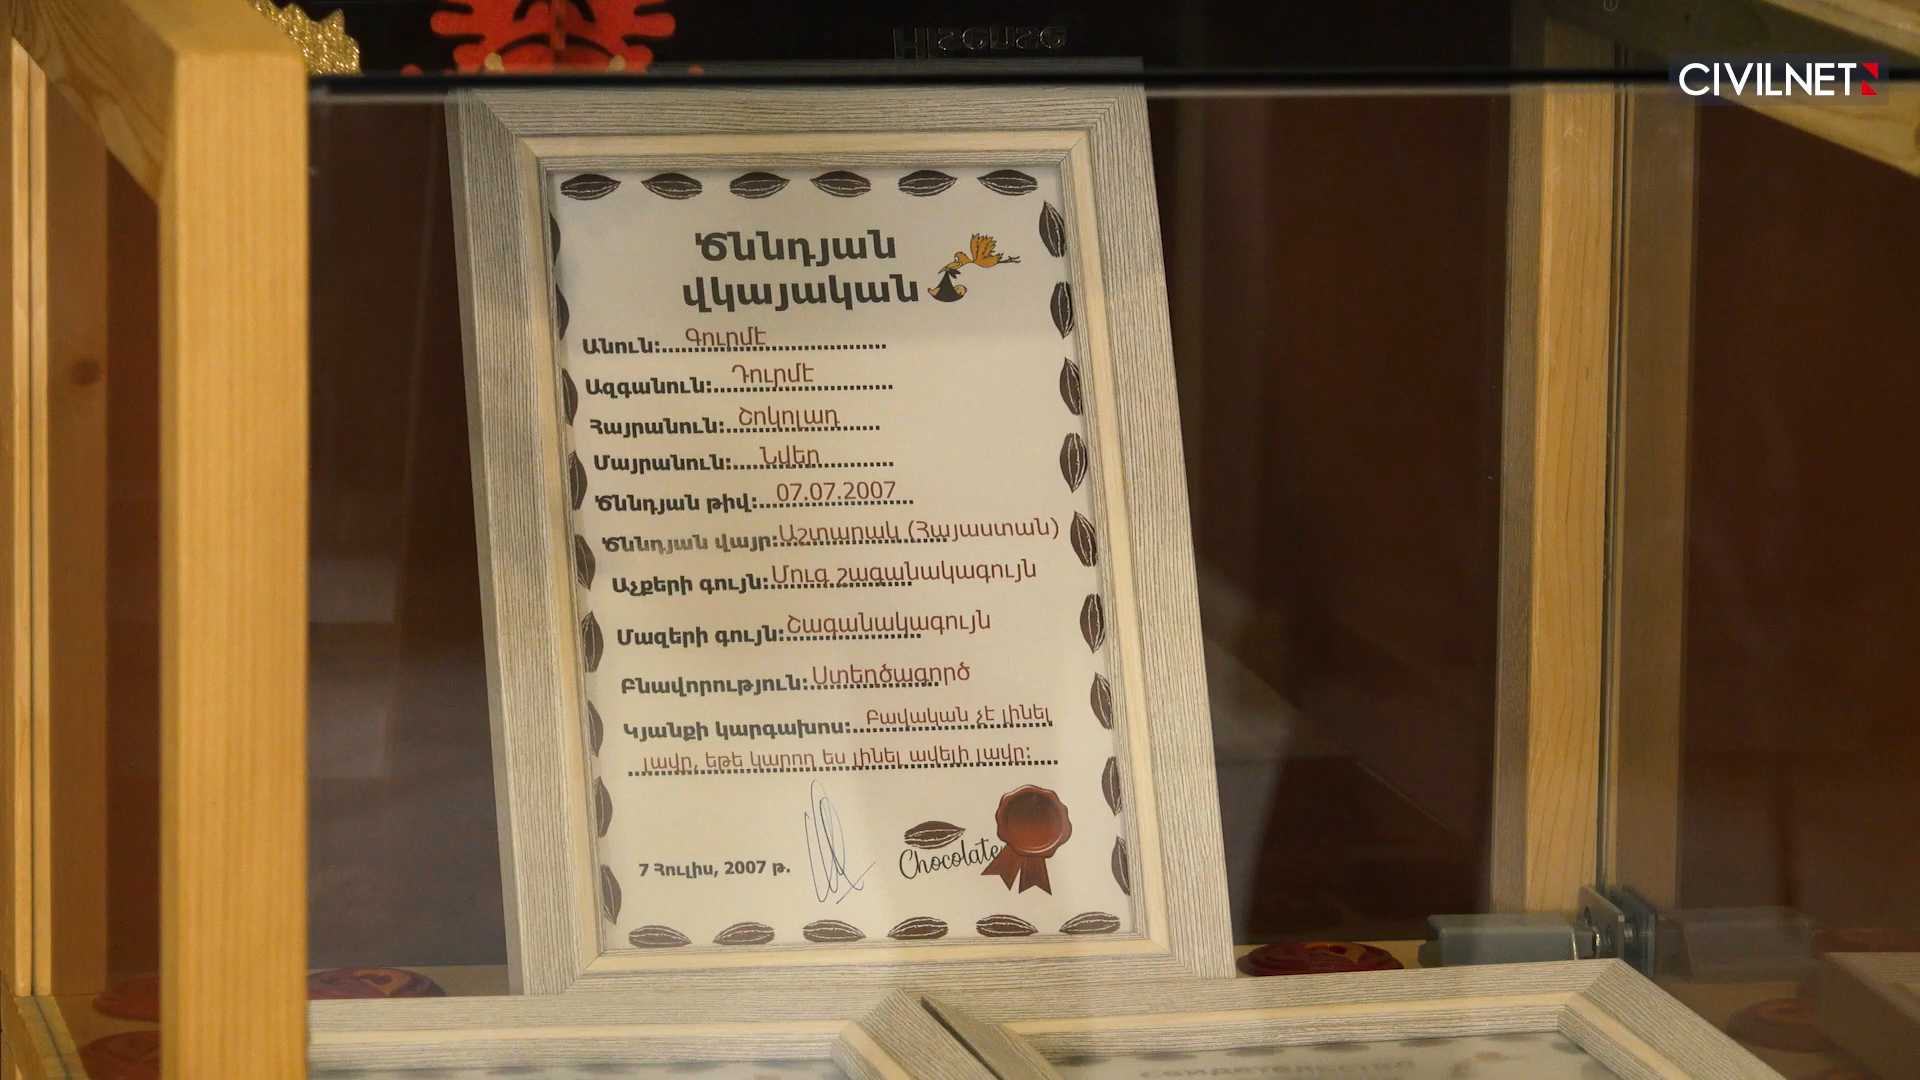 Hisense
CIVILNET
Ծննդյան
վկայական
Անուն:....Գուրմէ
Ազգանուն:...Դուրմէ
Հայրանուն:..Շոկոլադ
Մայրանուն:....Նվեր
Ծննդյան թիվ:...07.07.2007
Ծննդյան վայր:Աշտարակ (Հայաստան)
Աչքերի գույն:Մուգ շագանակագույն
Մազերի գույն:Շագանակագույն
Բնավորություն:Ստեղծագործ
Կյանքի կարգախոս:..Բավական չէ լինել
լավը, եթե կարող ես լինել ավելի լավը:
7 Հուլիս, 2007 թ.
Chocolate
свидетельство